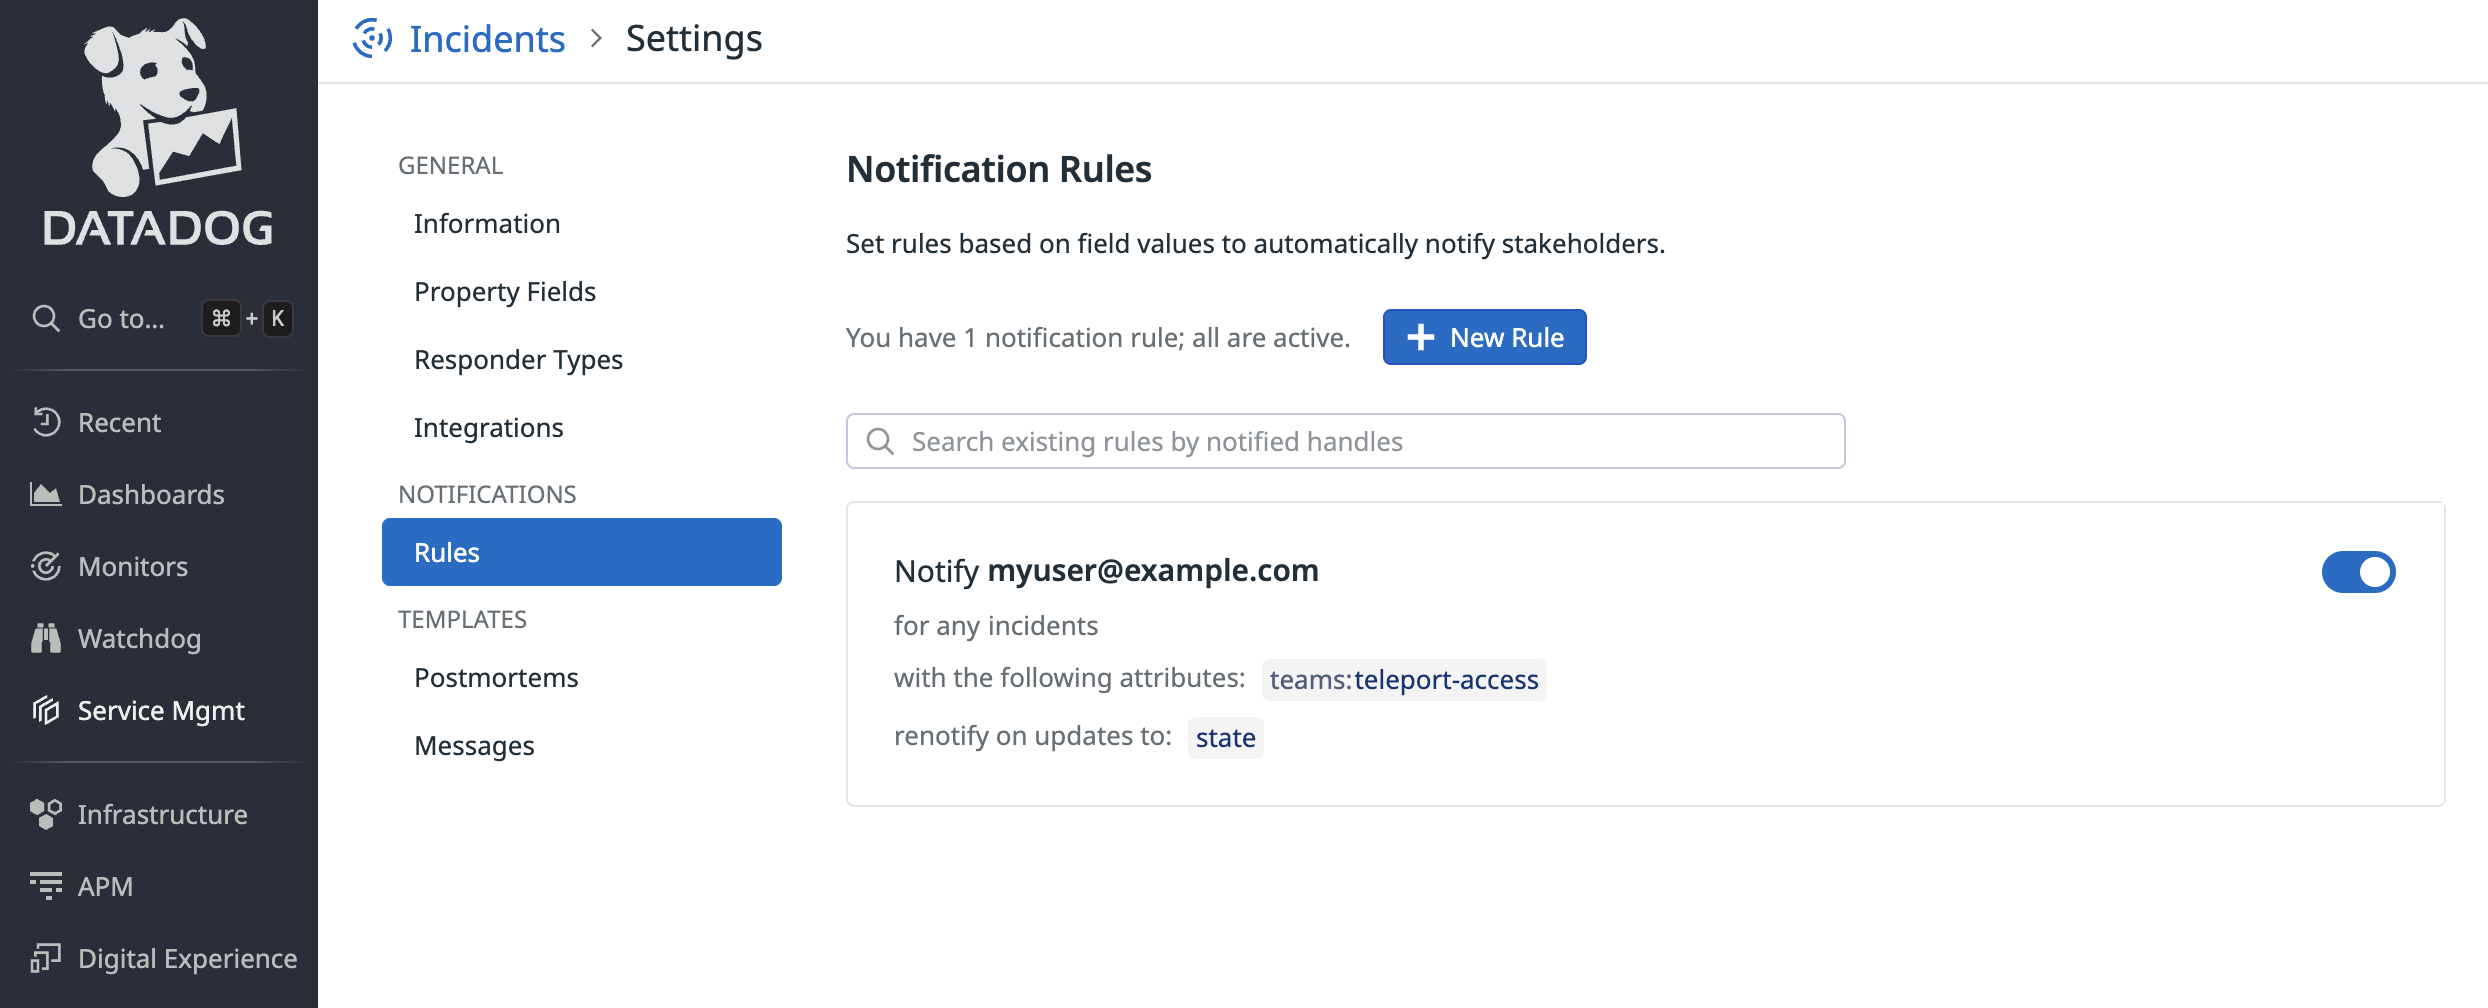 DATADOG
Go to... ⌘ + K
Recent
Dashboards
Monitors
Watchdog
Service Mgmt
Infrastructure
APM
Digital Experience
Incidents > Settings
GENERAL
Information
Property Fields
Responder Types
Integrations
NOTIFICATIONS
Rules
TEMPLATES
Postmortems
Messages
Notification Rules
Set rules based on field values to automatically notify stakeholders.
You have 1 notification rule; all are active. + New Rule
Search existing rules by notified handles
Notify myuser@example.com
for any incidents
with the following attributes: teams:teleport-access
renotify on updates to: state